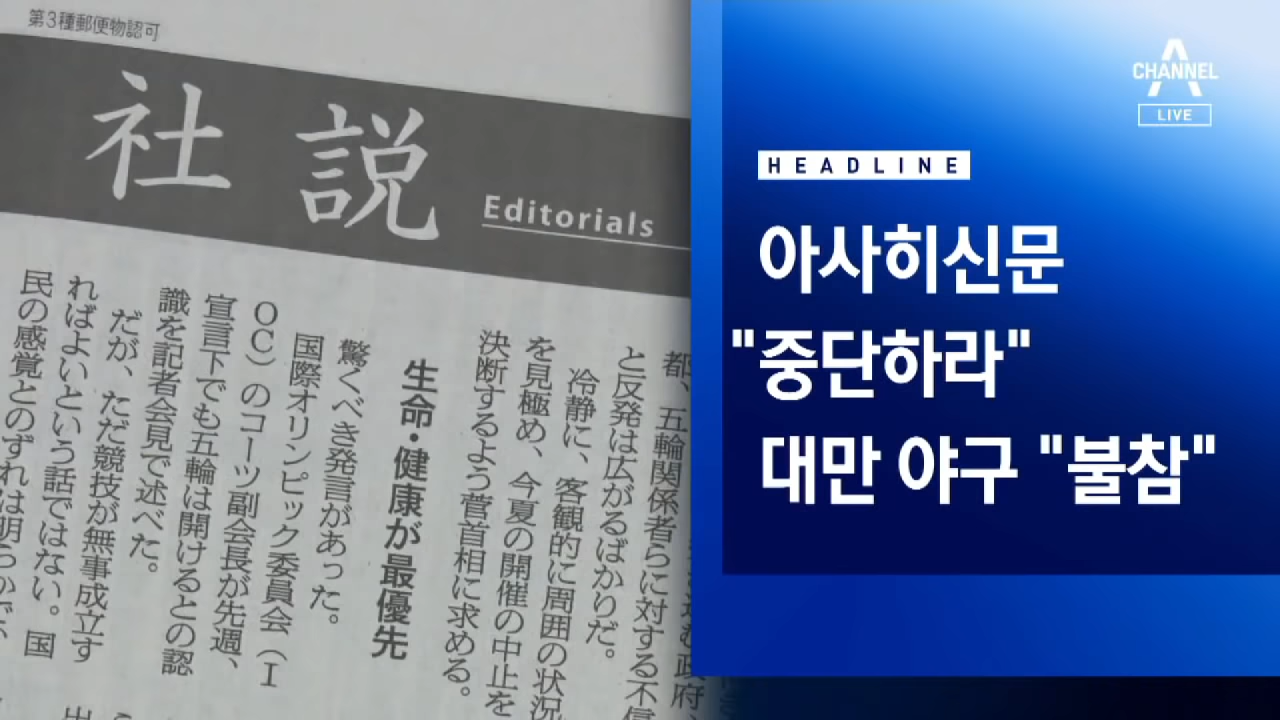 第3種郵便物認可
社説
Editorials
都、五輪関係者らに対する不信
と反発は広がるばかりだ。
冷静に、客観的に周囲の状況
を見極め、今夏の開催の中止を
決断するよう菅首相に求める。
生命・健康が最優先
驚くべき発言があった。
国際オリンピック委員会（I
OC）のコーツ副会長が先週、
宣言下でも五輪は開けるとの認
識を記者会見で述べた。
だが、ただ競技が無事成立す
ればよいという話ではない。国
民の感覚とのずれは明らかで、
CHANNEL A
LIVE
HEADLINE
아사히신문
"중단하라"
대만 야구 "불참"